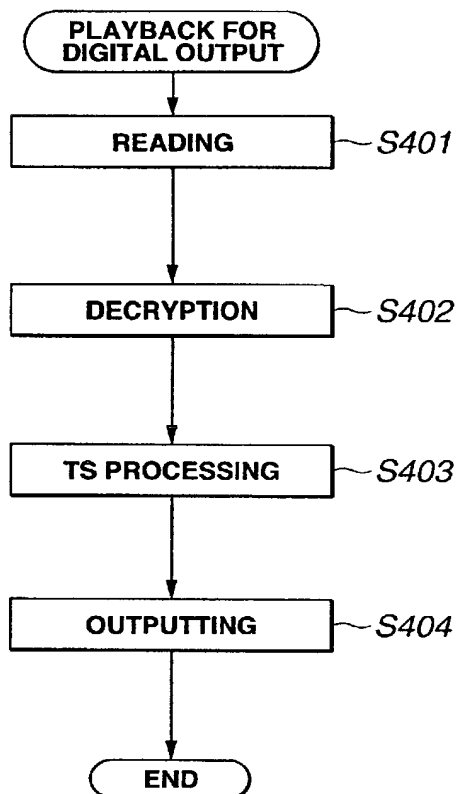 PLAYBACK FOR
DIGITAL OUTPUT
READING
S401
DECRYPTION
S402
TS PROCESSING
S403
OUTPUTTING
S404
END